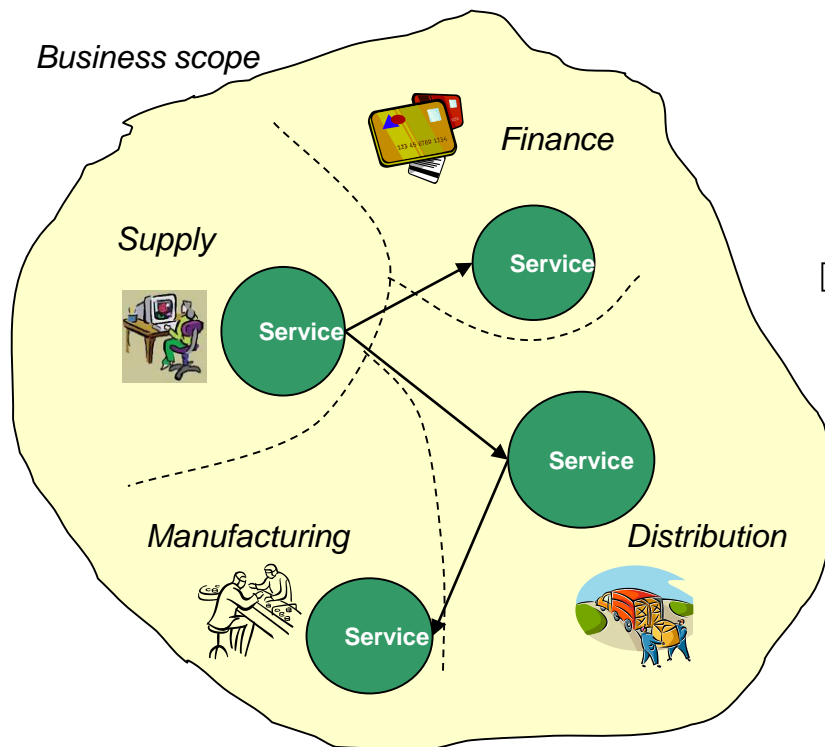 Business scope
Finance
Supply
Service
Service
Service
Manufacturing
Distribution
Service